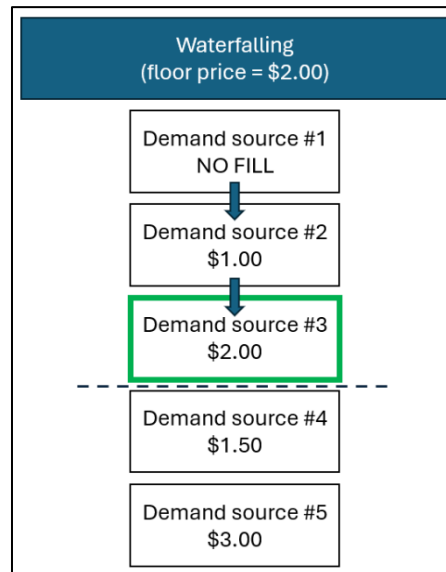 Waterfalling
(floor price = $2.00)
Demand source #1
NO FILL
Demand source #2
$1.00
Demand source #3
$2.00
Demand source #4
$1.50
Demand source #5
$3.00